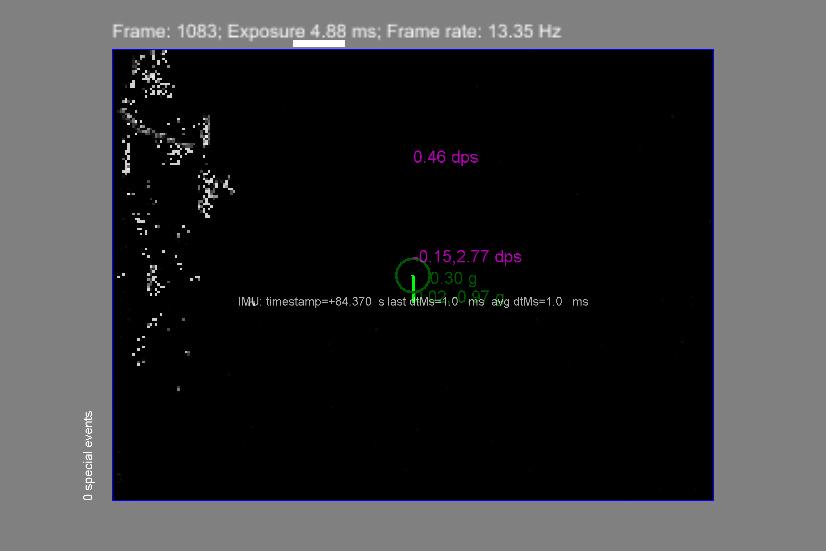 Frame: 1083; Exposure 4.88 ms; Frame rate: 13.35 Hz
0.46 dps
-0.15,2.77 dps
0.30 g
IMU: timestamp=+84.370 s last dtMs=1.0 ms avg dtMs=1.0 ms
0 special events